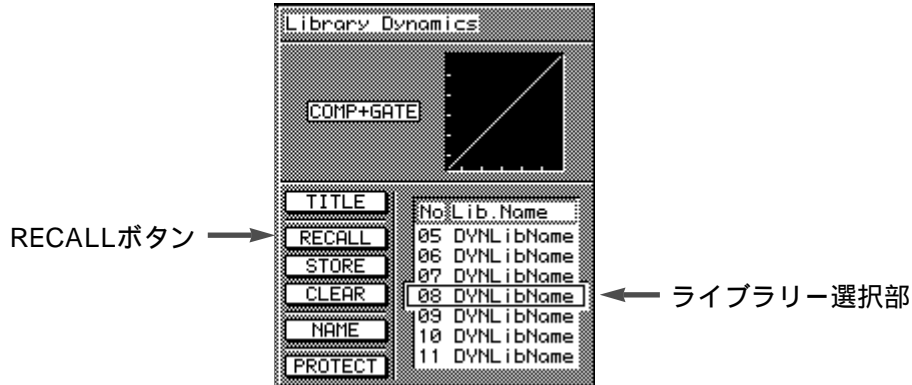 Library Dynamics
COMP+GATE
TITLE
RECALL
STORE
CLEAR
NAME
PROTECT
RECALLボタン
No Lib.Name
05 DYNLibName
06 DYNLibName
07 DYNLibName
08 DYNLibName
09 DYNLibName
10 DYNLibName
11 DYNLibName
ライブラリー選択部